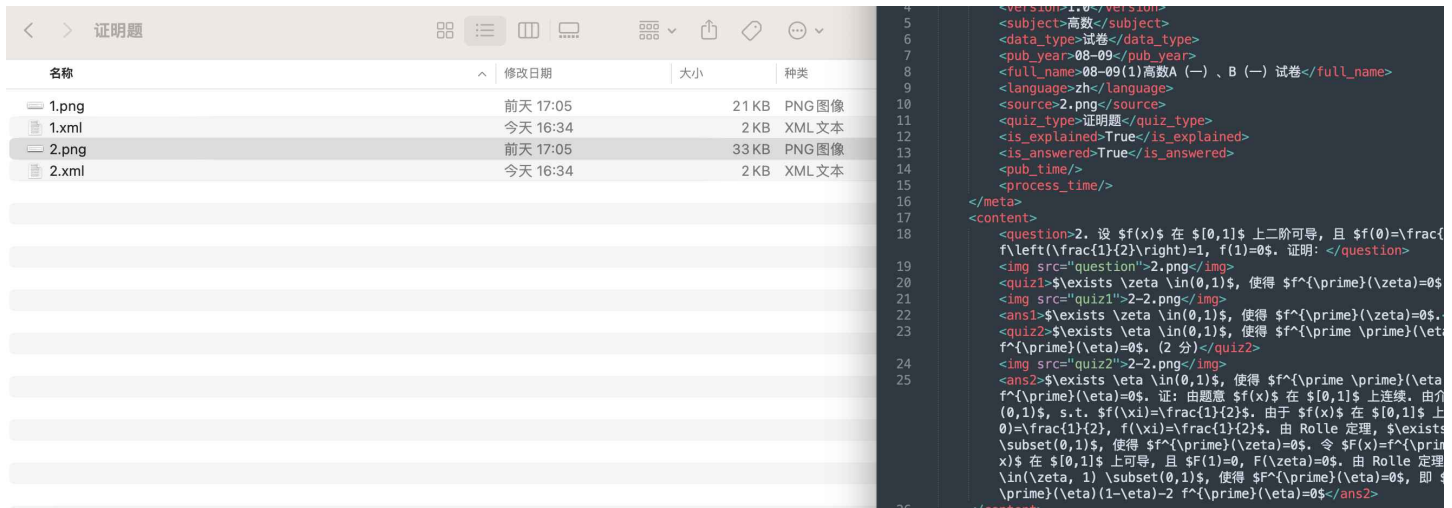 证明题
名称 修改日期 大小 种类
1.png 前天 17:05 21 KB PNG图像
1.xml 今天 16:34 2 KB XML文本
2.png 前天 17:05 33 KB PNG图像
2.xml 今天 16:34 2 KB XML文本
4 <version>1.0</version>
5 <subject>高数</subject>
6 <data_type>试卷</data_type>
7 <pub_year>08-09</pub_year>
8 <full_name>08-09(1)高数A（一）、B（一）试卷</full_name>
9 <language>zh</language>
10 <source>2.png</source>
11 <quiz_type>证明题</quiz_type>
12 <is_explained>True</is_explained>
13 <is_answered>True</is_answered>
14 <pub_time/>
15 <process_time/>
16 </meta>
17 <content>
18 <question>2. 设 $f(x)$ 在 $[0,1]$ 上二阶可导, 且 $f(0)=\frac{
f\left(\frac{1}{2}\right)=1, f(1)=0$. 证明: </question>
19 <img src="question">2.png</img>
20 <quiz1>$\exists \zeta \in(0,1)$, 使得 $f^{\prime}(\zeta)=0$
21 <img src="quiz1">2-2.png</img>
22 <ans1>$\exists \zeta \in(0,1)$, 使得 $f^{\prime}(\zeta)=0$.<
23 <quiz2>$\exists \eta \in(0,1)$, 使得 $f^{\prime \prime}(\eta
f^{\prime}(\eta)=0$. (2 分)</quiz2>
24 <img src="quiz2">2-2.png</img>
25 <ans2>$\exists \eta \in(0,1)$, 使得 $f^{\prime \prime}(\eta
f^{\prime}(\eta)=0$. 证: 由题意 $f(x)$ 在 $[0,1]$ 上连续. 由介
(0,1)$, s.t. $f(\xi)=\frac{1}{2}$. 由于 $f(x)$ 在 $[0,1]$ 上
0)=\frac{1}{2}, f(\xi)=\frac{1}{2}$. 由 Rolle 定理, $\exists
\subset(0,1)$, 使得 $f^{\prime}(\zeta)=0$. 令 $F(x)=f^{\prim
x)$ 在 $[0,1]$ 上可导, 且 $F(1)=0, F(\zeta)=0$. 由 Rolle 定理
\in(\zeta, 1) \subset(0,1)$, 使得 $F^{\prime}(\eta)=0$, 即 $
\prime}(\eta)(1-\eta)-2 f^{\prime}(\eta)=0$</ans2>
26 </content>